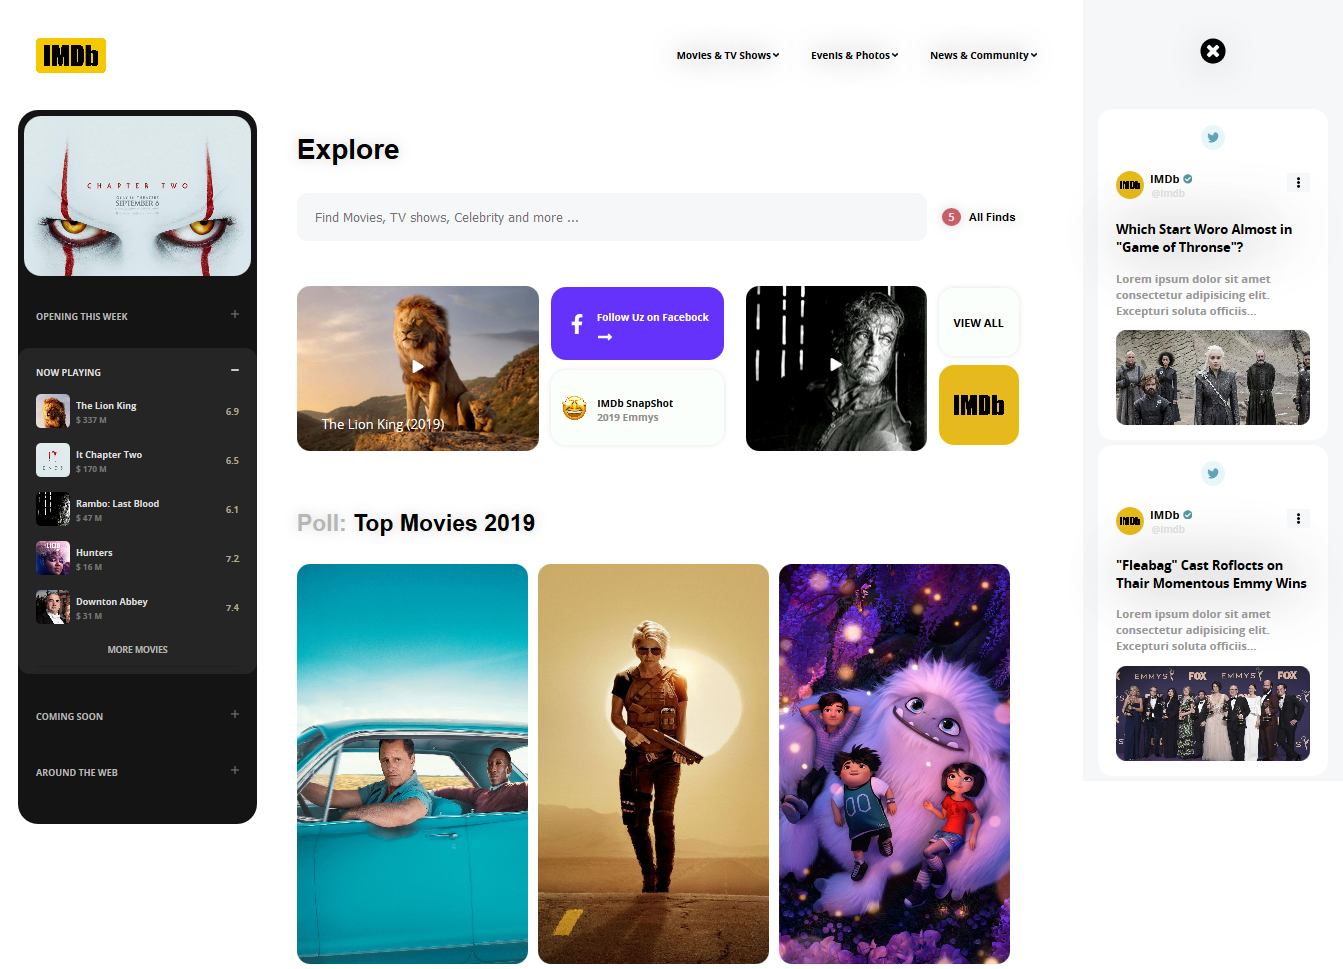 IMDb
Movies & TV Shows
Evenis & Photos
News & Community
CHAPTER TWO
SEPTEMBER 6
OPENING THIS WEEK
NOW PLAYING
The Lion King
$ 337 M
6.9
It Chapter Two
$ 170 M
6.5
Rambo: Last Blood
$ 47 M
6.1
Hunters
$ 16 M
7.2
Downton Abbey
$ 31 M
7.4
MORE MOVIES
COMING SOON
AROUND THE WEB
Explore
Find Movies, TV shows, Celebrity and more ...
5
All Finds
The Lion King (2019)
Follow Uz on Facebock
IMDb SnapShot
2019 Emmys
VIEW ALL
IMDb
Poll: Top Movies 2019
IMDb
IMDb
@Imdb
Which Start Woro Almost in
"Game of Thronse"?
Lorem ipsum dolor sit amet
consectetur adipisicing elit.
Excepturi soluta officiis...
IMDb
IMDb
@Imdb
"Fleabag" Cast Roflocts on
Thair Momentous Emmy Wins
Lorem ipsum dolor sit amet
consectetur adipisicing elit.
Excepturi soluta officiis...
EMMYS
FOX
EMMYS
FOX